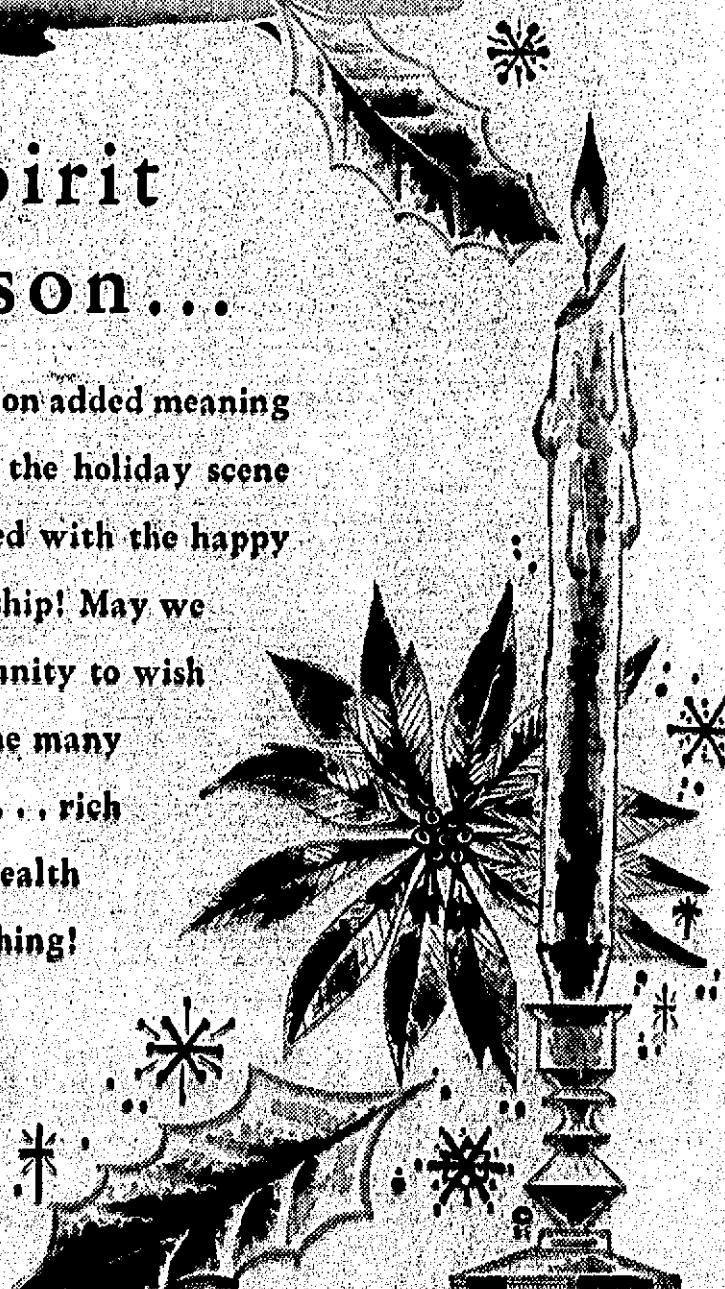 pirit
son...
on added meaning
the holiday scene
ed with the happy
hip! May we
nity to wish
e many
. . . rich
ealth
hing!
©